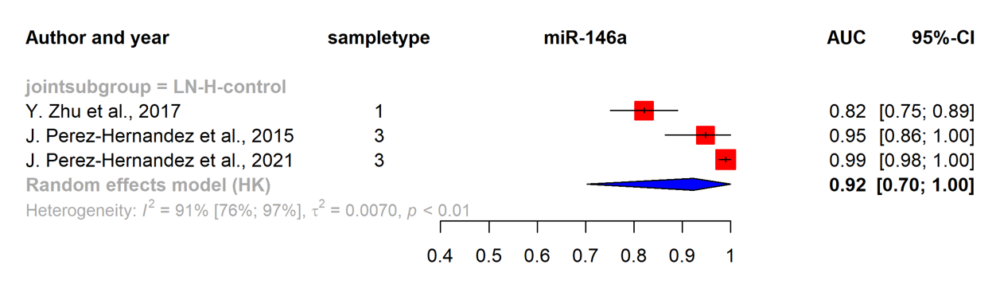 Author and year sampletype miR-146a AUC 95%-CI
jointsubgroup = LN-H-control
Y. Zhu et al., 2017 1 0.82 [0.75; 0.89]
J. Perez-Hernandez et al., 2015 3 0.95 [0.86; 1.00]
J. Perez-Hernandez et al., 2021 3 0.99 [0.98; 1.00]
Random effects model (HK) 0.92 [0.70; 1.00]
Heterogeneity: I² = 91% [76%; 97%], τ² = 0.0070, p < 0.01
0.4 0.5 0.6 0.7 0.8 0.9 1